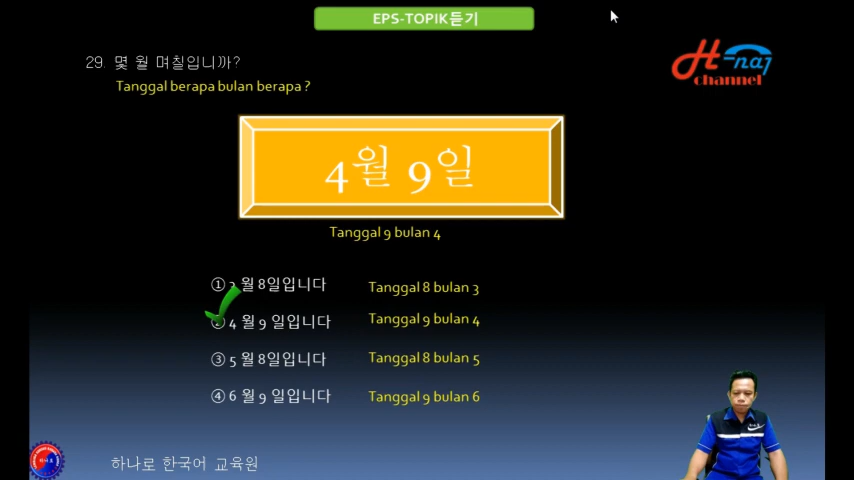 EPS-TOPIK듣기
H-naj
channel
29. 몇 월 며칠입니까?
Tanggal berapa bulan berapa ?
4월 9일
Tanggal 9 bulan 4
① 3 월 8일입니다 Tanggal 8 bulan 3
② 4 월 9 일입니다 Tanggal 9 bulan 4
③ 5 월 8일입니다 Tanggal 8 bulan 5
④ 6 월 9 일입니다 Tanggal 9 bulan 6
하나로 한국어 교육원